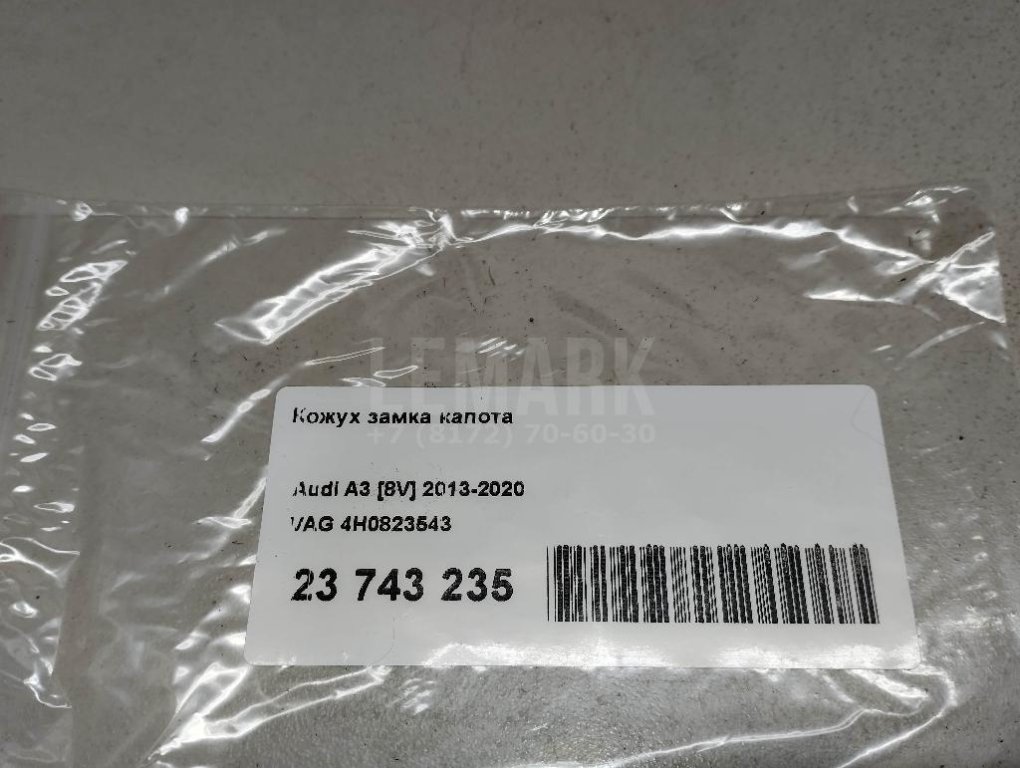 LEMARK
Кожух замка капота
+7 (8172) 70-60-30
Audi A3 [8V] 2013-2020
VAG 4H0823543
23 743 235